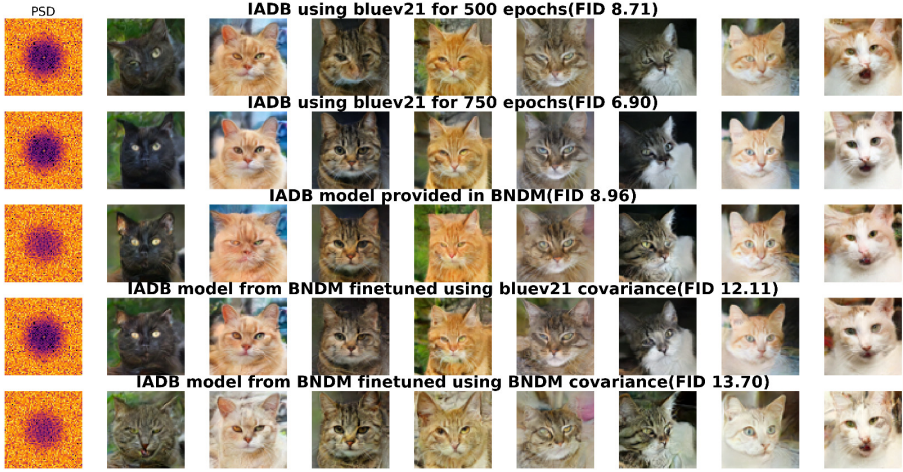 PSD
IADB using bluev21 for 500 epochs(FID 8.71)
IADB using bluev21 for 750 epochs(FID 6.90)
IADB model provided in BNDM(FID 8.96)
IADB model from BNDM finetuned using bluev21 covariance(FID 12.11)
IADB model from BNDM finetuned using BNDM covariance(FID 13.70)